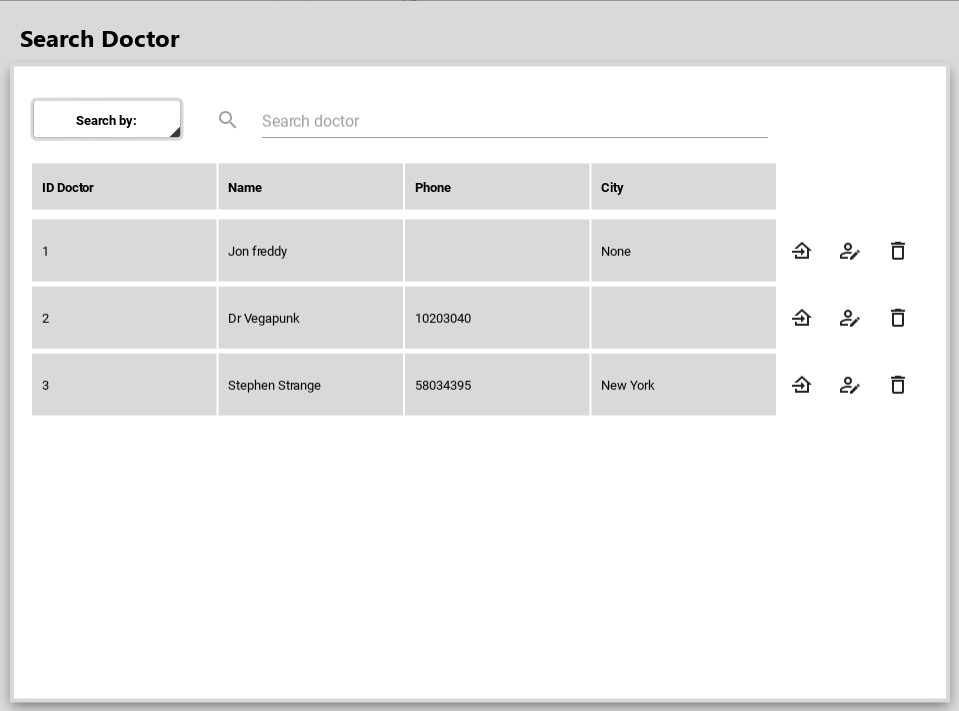 Search Doctor
Search by:
Search doctor
ID Doctor Name Phone City
1 Jon freddy None
2 Dr Vegapunk 10203040
3 Stephen Strange 58034395 New York